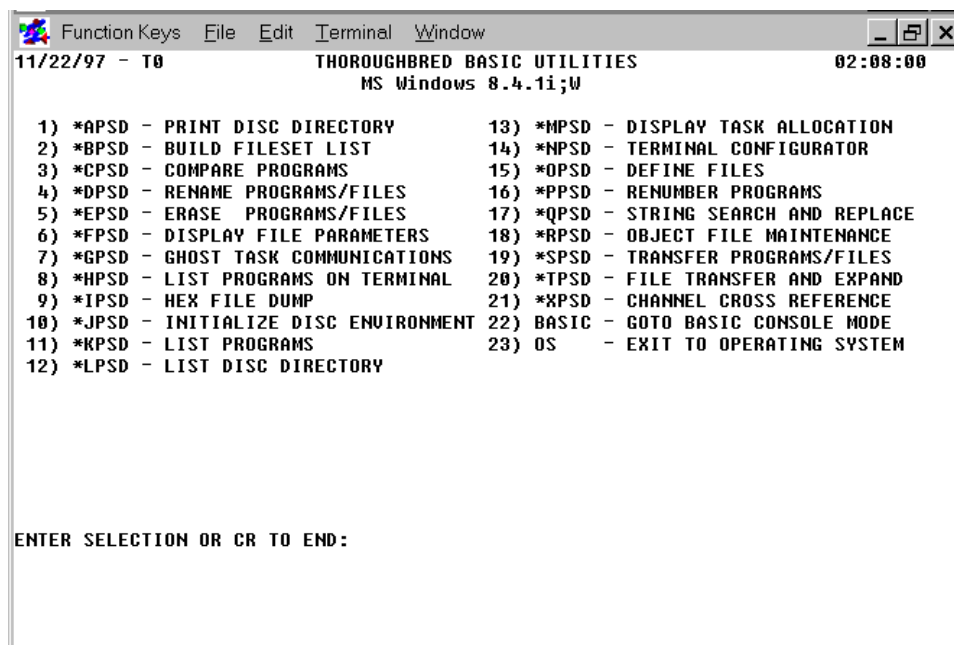 Function Keys File Edit Terminal Window
11/22/97 - T0 THOROUGHBRED BASIC UTILITIES 02:08:00
MS Windows 8.4.1i;W
1) *APSD - PRINT DISC DIRECTORY 13) *MPSD - DISPLAY TASK ALLOCATION
2) *BPSD - BUILD FILESET LIST 14) *NPSD - TERMINAL CONFIGURATOR
3) *CPSD - COMPARE PROGRAMS 15) *OPSD - DEFINE FILES
4) *DPSD - RENAME PROGRAMS/FILES 16) *PPSD - RENUMBER PROGRAMS
5) *EPSD - ERASE PROGRAMS/FILES 17) *QPSD - STRING SEARCH AND REPLACE
6) *FPSD - DISPLAY FILE PARAMETERS 18) *RPSD - OBJECT FILE MAINTENANCE
7) *GPSD - GHOST TASK COMMUNICATIONS 19) *SPSD - TRANSFER PROGRAMS/FILES
8) *HPSD - LIST PROGRAMS ON TERMINAL 20) *TPSD - FILE TRANSFER AND EXPAND
9) *IPSD - HEX FILE DUMP 21) *XPSD - CHANNEL CROSS REFERENCE
10) *JPSD - INITIALIZE DISC ENVIRONMENT 22) BASIC - GOTO BASIC CONSOLE MODE
11) *KPSD - LIST PROGRAMS 23) OS - EXIT TO OPERATING SYSTEM
12) *LPSD - LIST DISC DIRECTORY
ENTER SELECTION OR CR TO END: